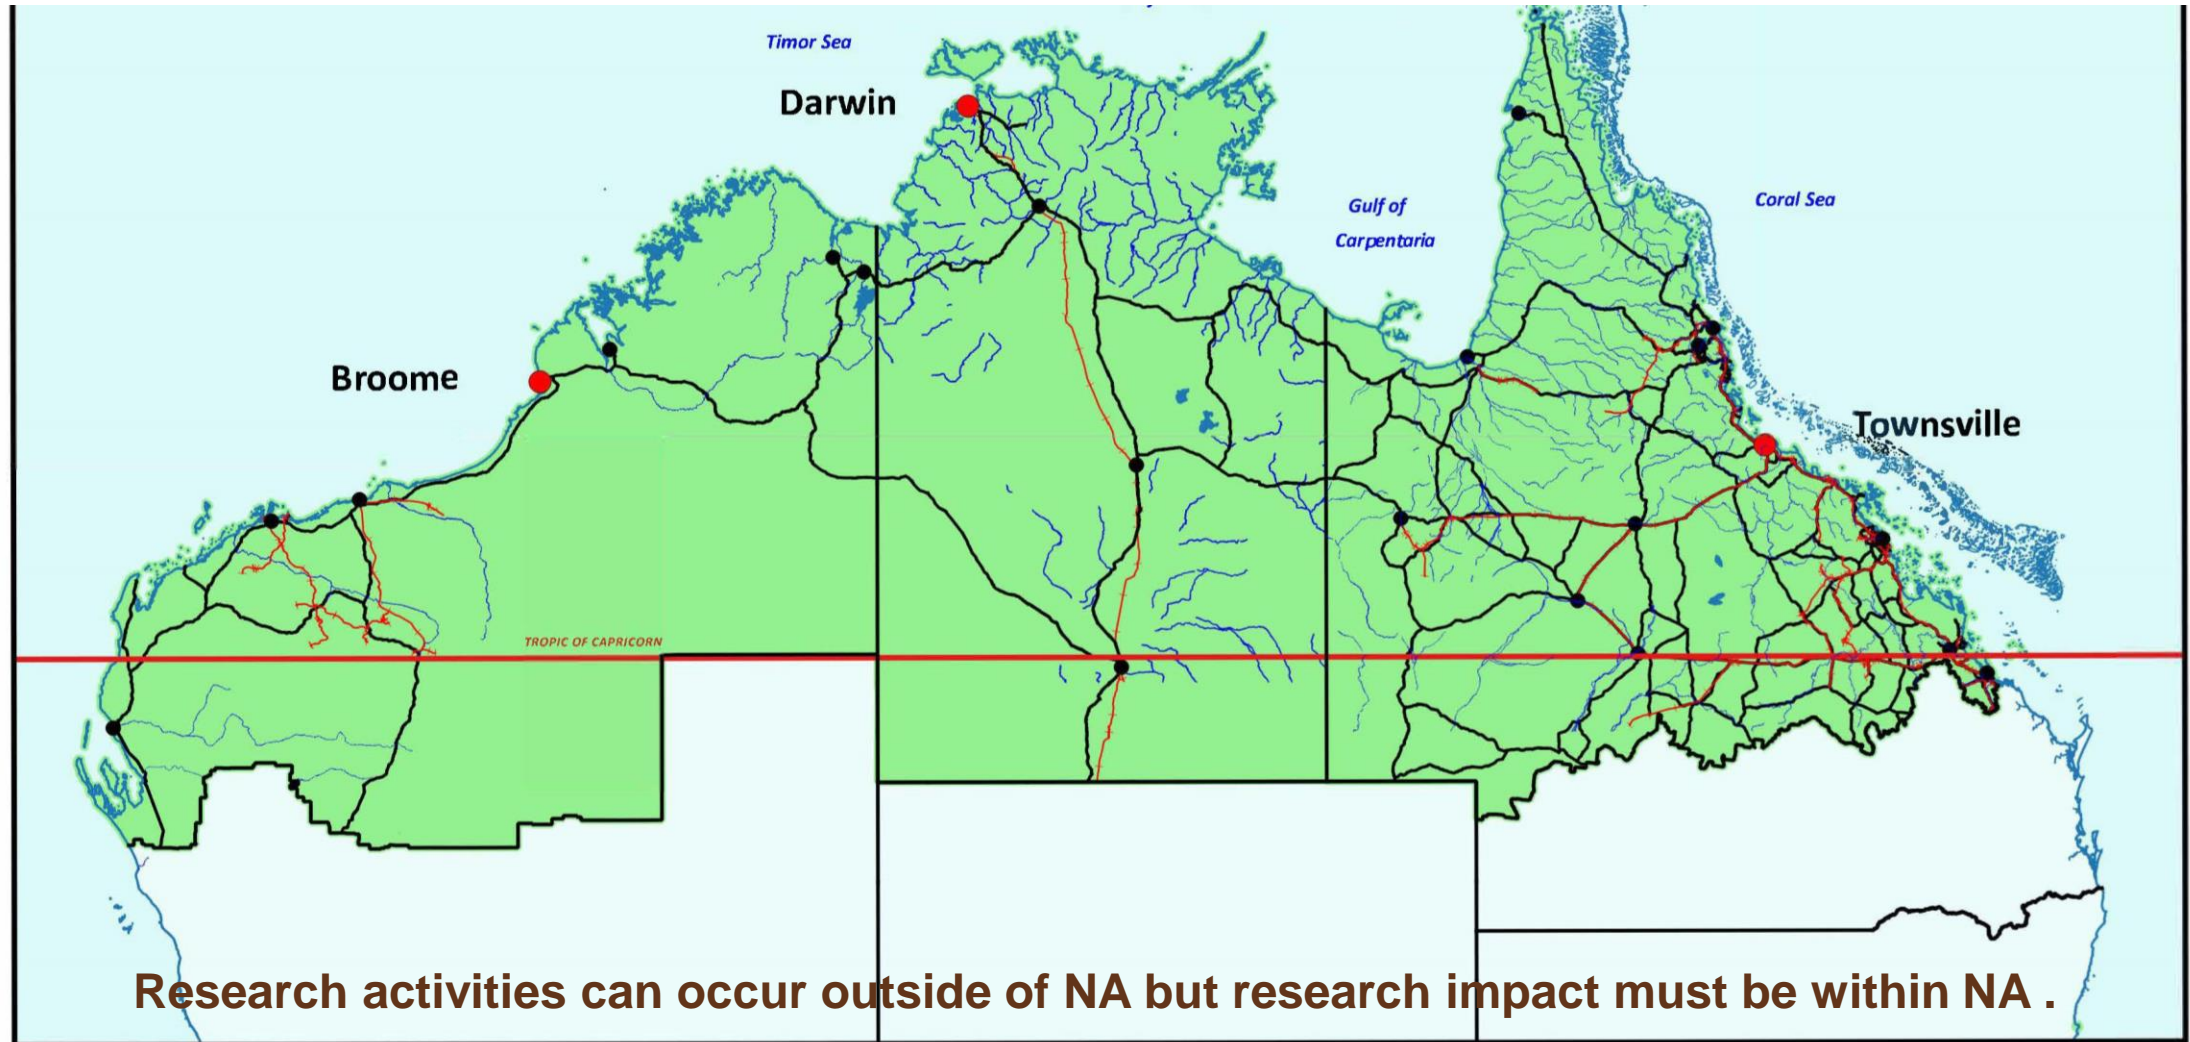 Timor Sea
Darwin
Coral Sea
Gulf of
Carpentaria
Broome
Townsville
TROPIC OF CAPRICORN
Research activities can occur outside of NA but research impact must be within NA .